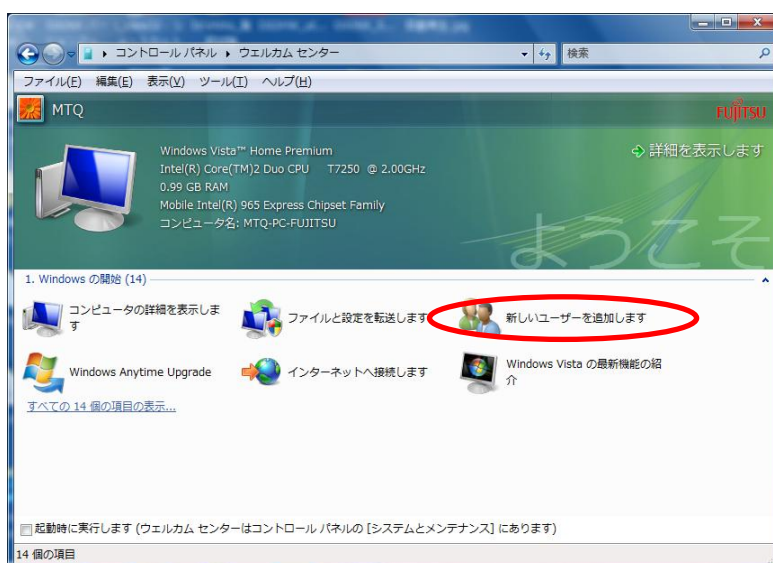 コントロール パネル ▸ ウェルカム センター
検索
ファイル(F) 編集(E) 表示(V) ツール(T) ヘルプ(H)
MTQ
FUJITSU
Windows Vista™ Home Premium
詳細を表示します
Intel(R) Core(TM)2 Duo CPU T7250 @ 2.00GHz
0.99 GB RAM
Mobile Intel(R) 965 Express Chipset Family
コンピュータ名: MTQ-PC-FUJITSU
ようこそ
1. Windows の開始 (14)
コンピュータの詳細を表示しま
す
ファイルと設定を転送します
新しいユーザーを追加します
Windows Anytime Upgrade
インターネットへ接続します
Windows Vista の最新機能の紹
介
すべての 14 個の項目の表示...
起動時に実行します (ウェルカム センターはコントロール パネルの [システムとメンテナンス] にあります)
14 個の項目